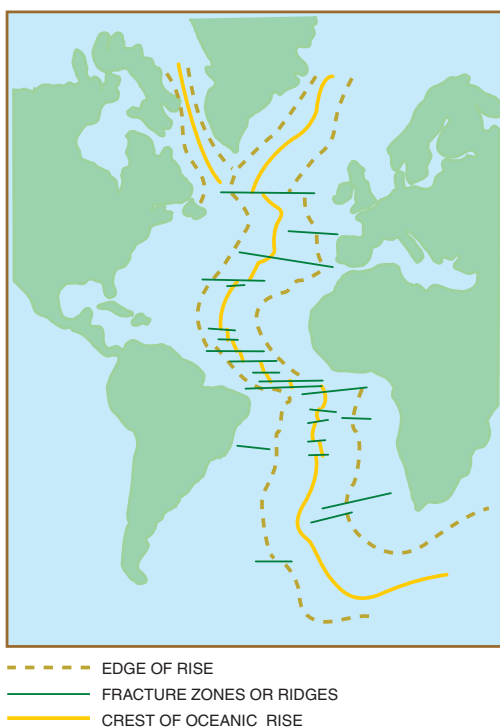 EDGE OF RISE
FRACTURE ZONES OR RIDGES
CREST OF OCEANIC RISE